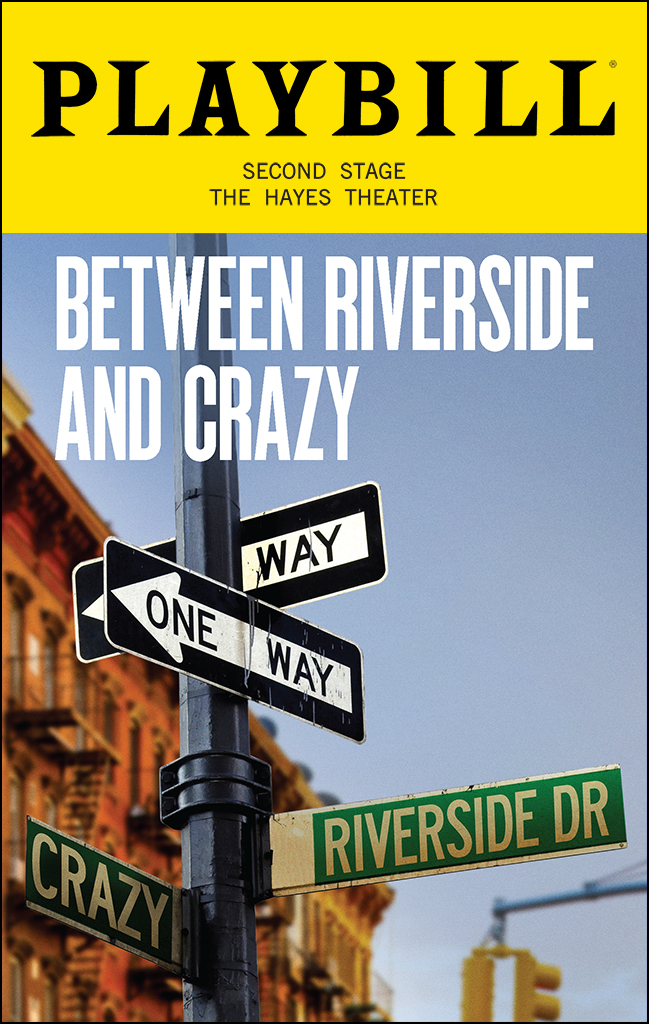 PLAYBILL®
SECOND STAGE
THE HAYES THEATER
BETWEEN RIVERSIDE
AND CRAZY
WAY
ONE WAY
RIVERSIDE DR
CRAZY